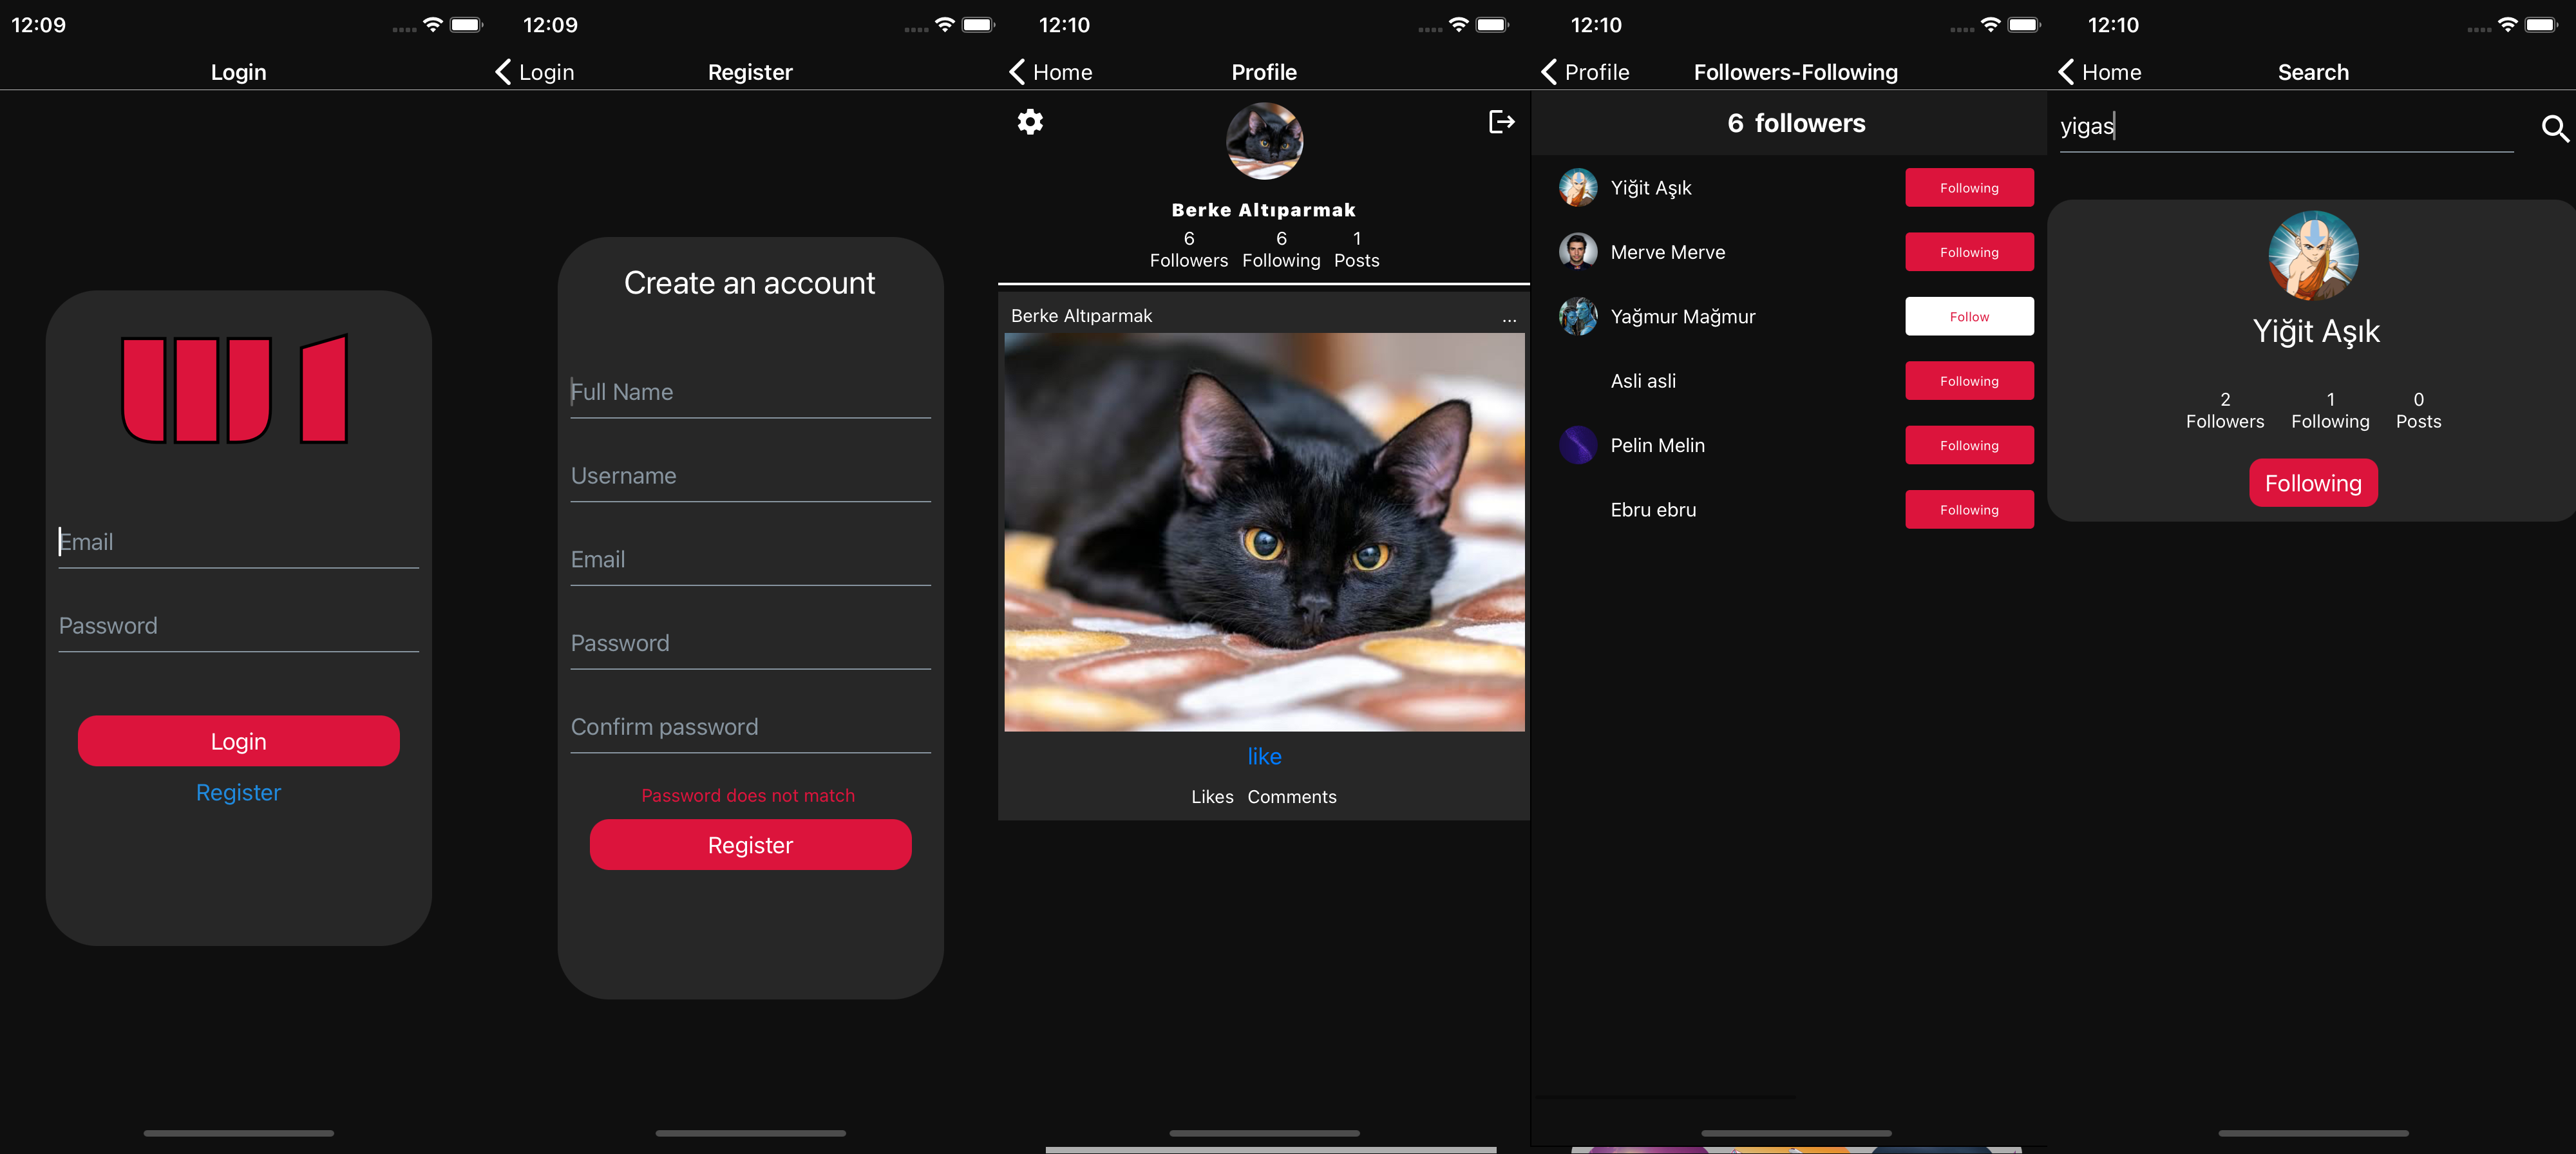 12:09
Login
W1
Email
Password
Login
Register
12:09
Login
Register
Create an account
Full Name
Username
Email
Password
Confirm password
Password does not match
Register
12:10
Home
Profile
Berke Altıparmak
6 6 1
Followers Following Posts
Berke Altıparmak ...
like
Likes Comments
12:10
Profile
Followers-Following
6 followers
Yiğit Aşık Following
Merve Merve Following
Yağmur Mağmur Follow
Asli asli Following
Pelin Melin Following
Ebru ebru Following
12:10
Home
Search
yigas
Yiğit Aşık
2 1 0
Followers Following Posts
Following